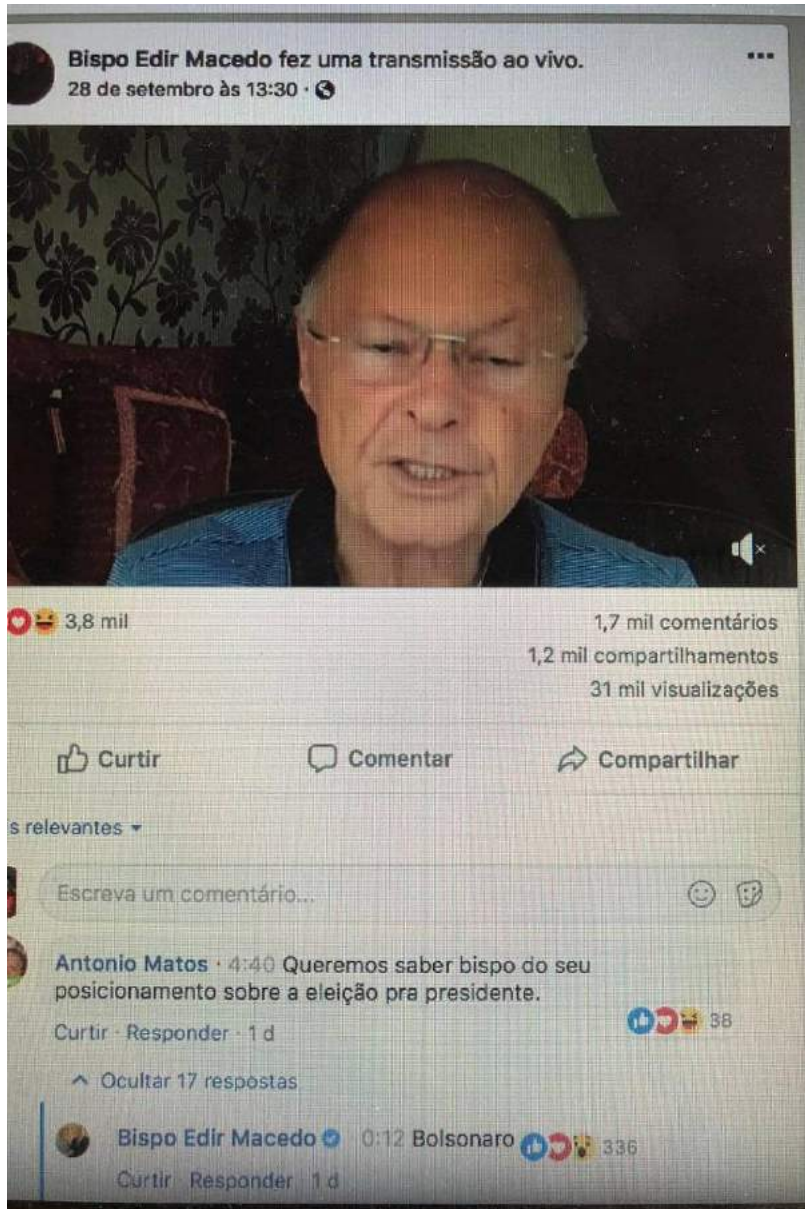 Bispo Edir Macedo fez uma transmissão ao vivo.
28 de setembro às 13:30 ·
3,8 mil
1,7 mil comentários
1,2 mil compartilhamentos
31 mil visualizações
Curtir
Comentar
Compartilhar
s relevantes
Escreva um comentário...
Antonio Matos · 4:40 Queremos saber bispo do seu
posicionamento sobre a eleição pra presidente.
38
Curtir · Responder · 1 d
Ocultar 17 respostas
Bispo Edir Macedo 0:12 Bolsonaro 336
Curtir Responder 1 d